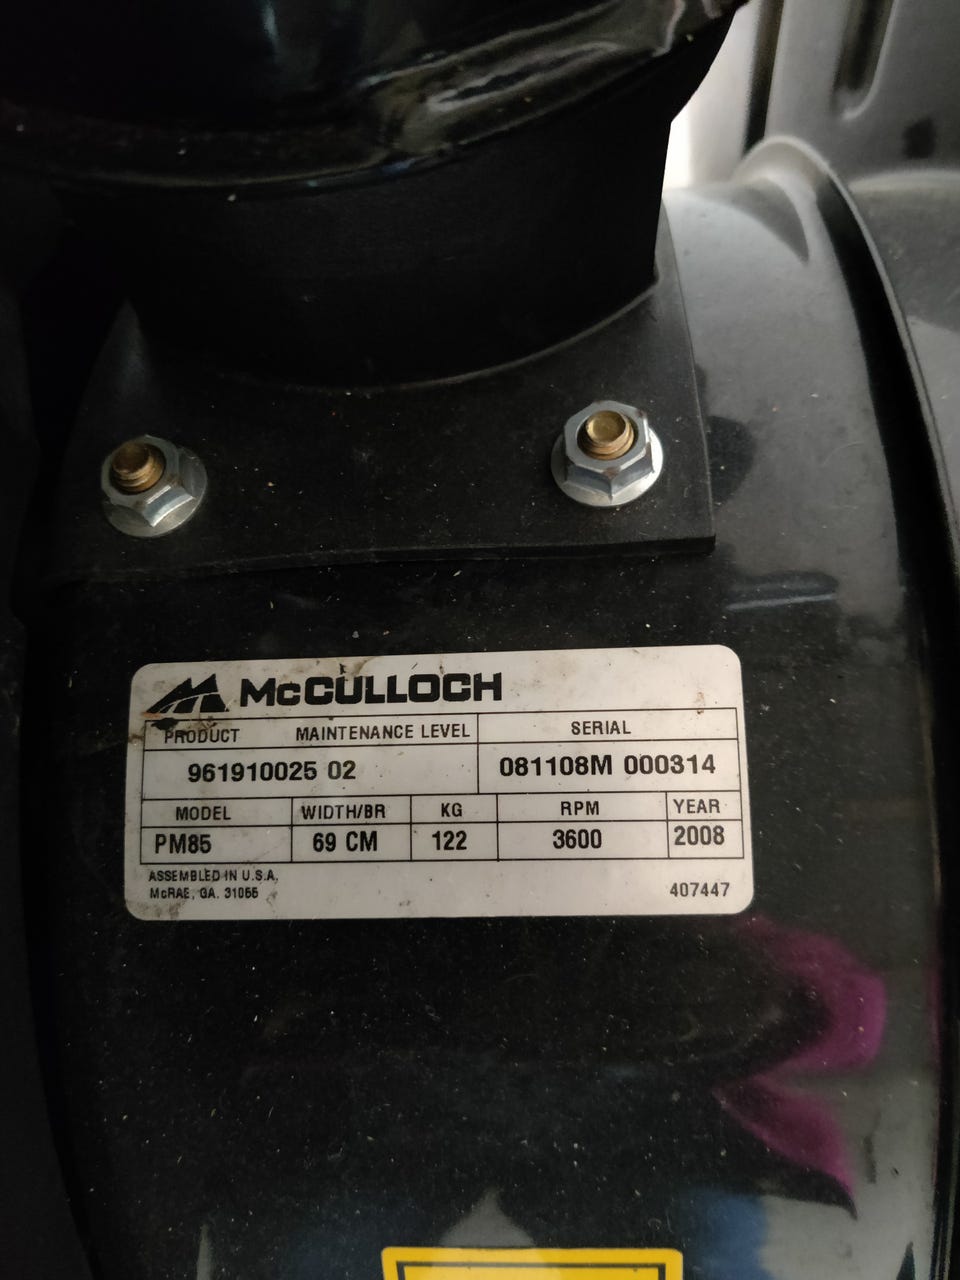 McCULLOCH
PRODUCT MAINTENANCE LEVEL SERIAL
961910025 02 081108M 000314
MODEL WIDTH/BR KG RPM YEAR
PM85 69 CM 122 3600 2008
ASSEMBLED IN U.S.A.
McRAE, GA. 31055 407447